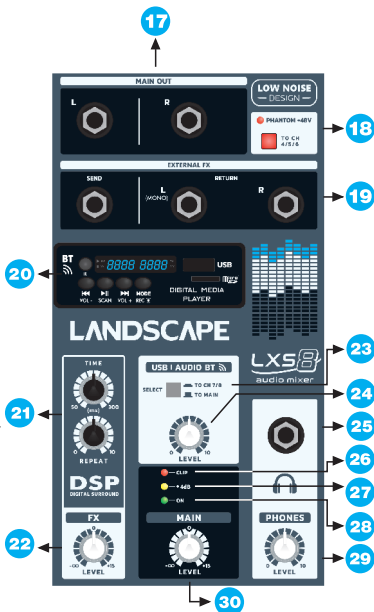 17
MAIN OUT
L
R
LOW NOISE
DESIGN
PHANTOM +48V
TO CH
4/5/6
18
EXTERNAL FX
SEND
RETURN
L
(MONO)
R
19
BT
8888 8888
USB
micro
VOL - SCAN VOL + REC
MODE
DIGITAL MEDIA
PLAYER
20
LANDSCAPE
LXS8
audio mixer
TIME
50
300
(ms)
0
10
REPEAT
DSP
DIGITAL SURROUND
21
USB | AUDIO BT
SELECT
TO CH 7/8
TO MAIN
0
10
LEVEL
23
24
25
CLIP
+6dB
ON
26
27
28
FX
0
-∞
+15
LEVEL
22
MAIN
0
+∞
+15
LEVEL
PHONES
0
10
LEVEL
29
30